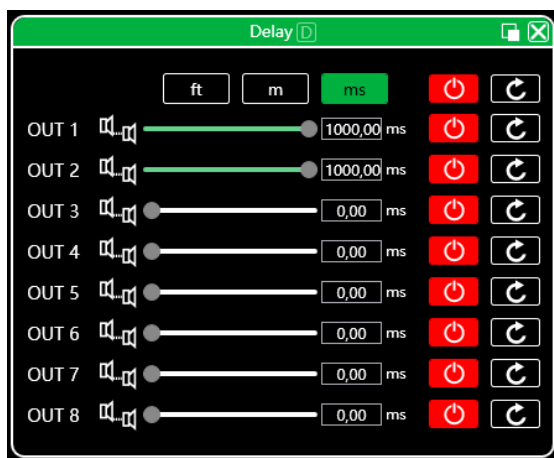 Delay D
ft m ms
OUT 1 1000,00 ms
OUT 2 1000,00 ms
OUT 3 0,00 ms
OUT 4 0,00 ms
OUT 5 0,00 ms
OUT 6 0,00 ms
OUT 7 0,00 ms
OUT 8 0,00 ms